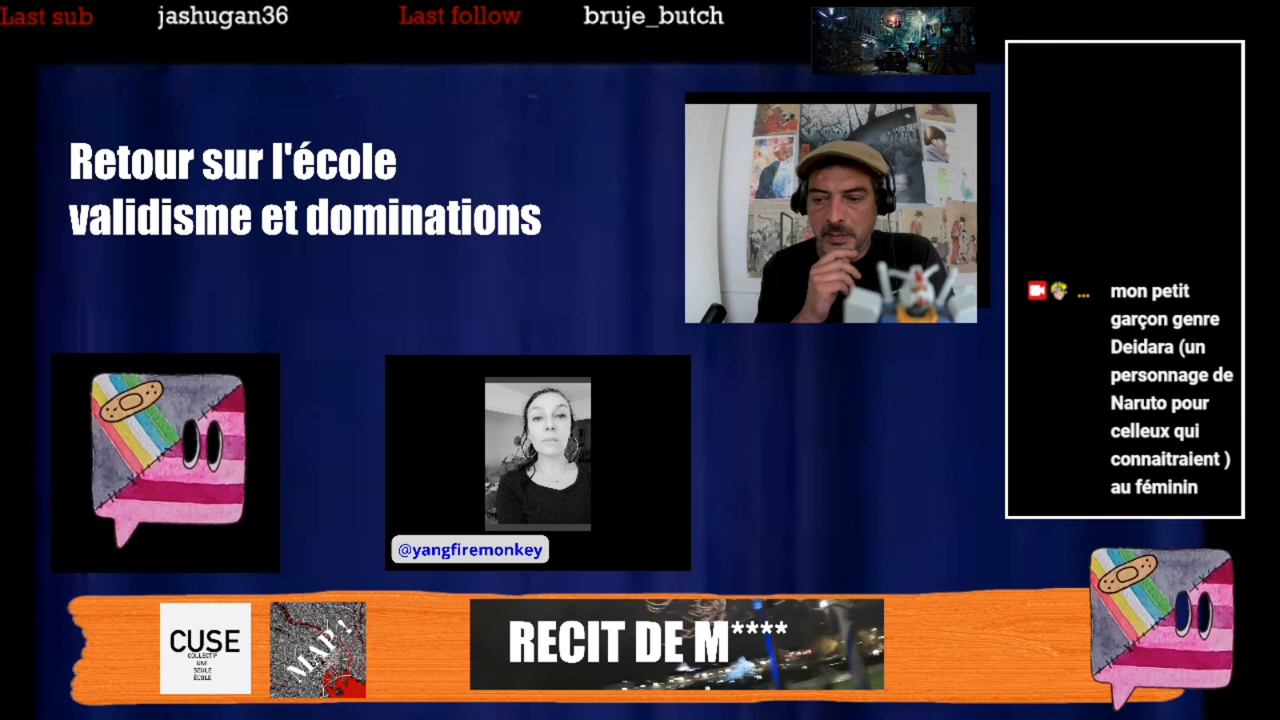 Last sub jashugan36 Last follow bruje_butch
Retour sur l'école
validisme et dominations
mon petit
garçon genre
Deidara (un
personnage de
Naruto pour
celleux qui
connaitraient )
au féminin
@yangfiremonkey
CUSE
COLLECTIF
UNE
SEULE
ÉCOLE
MAP !
RECIT DE M****